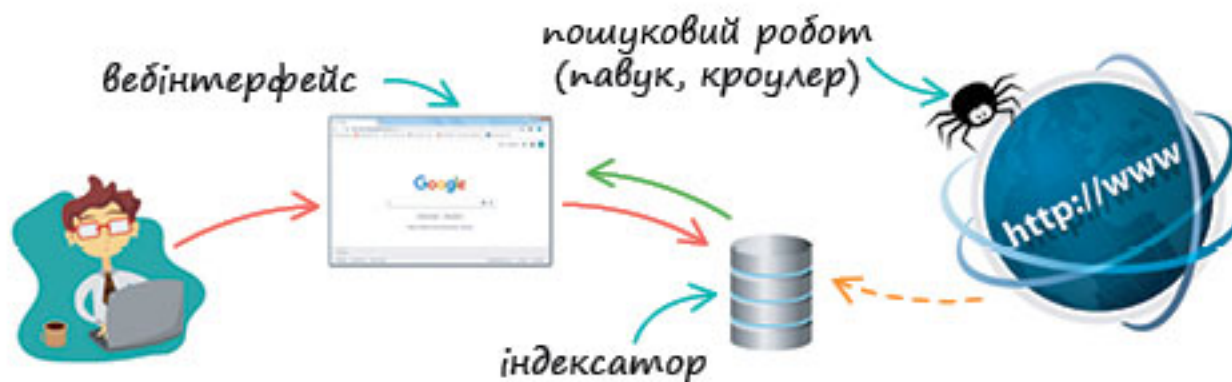 пошуковий робот
(павук, кроулер)
вебінтерфейс
Google
http://www
індексатор